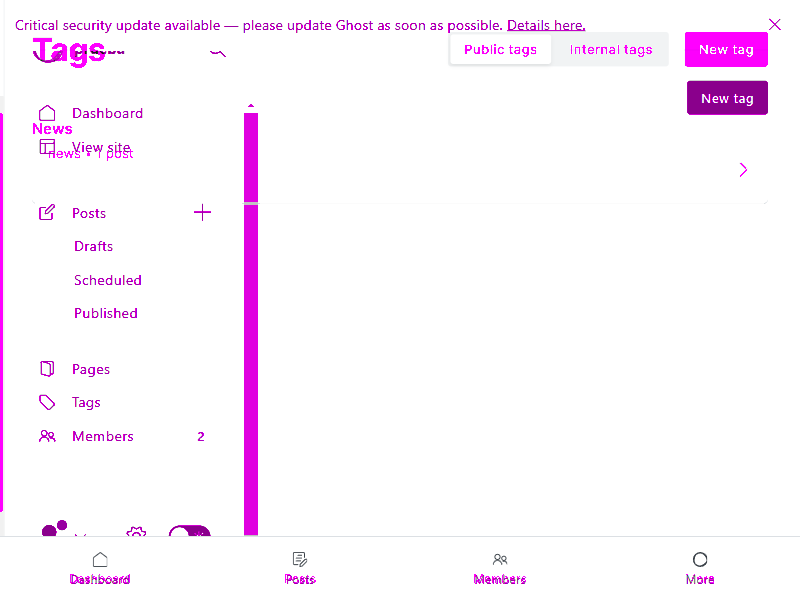 Critical security update available — please update Ghost as soon as possible. Details here.
Tags
Public tags
Internal tags
New tag
New tag
Dashboard
News
View site
news • 1 post
Posts
Drafts
Scheduled
Published
Pages
Tags
Members 2
Dashboard
Posts
Members
More